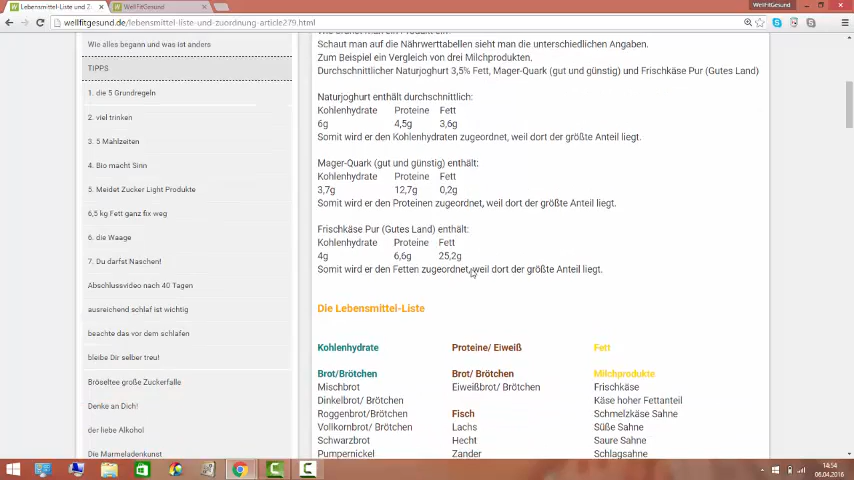 Lebensmittel-Liste und Z
WellFitGesund
WellFitGesund
wellfitgesund.de/lebensmittel-liste-und-zuordnung-article279.html
Wie alles begann und was ist anders
TIPPS
1. die 5 Grundregeln
2. viel trinken
3. 5 Mahlzeiten
4. Bio macht Sinn
5. Meidet Zucker Light Produkte
6,5 kg Fett ganz fix weg
6. die Waage
7. Du darfst Naschen!
Abschlussvideo nach 40 Tagen
ausreichend schlaf ist wichtig
beachte das vor dem schlafen
bleibe Dir selber treu!
Bröseltee große Zuckerfalle
Denke an Dich!
der liebe Alkohol
Die Marmeladenkunst
Schaut man auf die Nährwerttabellen sieht man die unterschiedlichen Angaben.
Zum Beispiel ein Vergleich von drei Milchprodukten.
Durchschnittlicher Naturjoghurt 3,5% Fett, Mager-Quark (gut und günstig) und Frischkäse Pur (Gutes Land)
Naturjoghurt enthält durchschnittlich:
Kohlenhydrate Proteine Fett
6g 4,5g 3,6g
Somit wird er den Kohlenhydraten zugeordnet, weil dort der größte Anteil liegt.
Mager-Quark (gut und günstig) enthält:
Kohlenhydrate Proteine Fett
3,7g 12,7g 0,2g
Somit wird er den Proteinen zugeordnet, weil dort der größte Anteil liegt.
Frischkäse Pur (Gutes Land) enthält:
Kohlenhydrate Proteine Fett
4g 6,6g 25,2g
Somit wird er den Fetten zugeordnet, weil dort der größte Anteil liegt.
Die Lebensmittel-Liste
Kohlenhydrate Proteine/ Eiweiß Fett
Brot/Brötchen Brot/ Brötchen Milchprodukte
Mischbrot Eiweißbrot/ Brötchen Frischkäse
Dinkelbrot/ Brötchen Käse hoher Fettanteil
Roggenbrot/Brötchen Fisch Schmelzkäse Sahne
Vollkornbrot/ Brötchen Lachs Süße Sahne
Schwarzbrot Hecht Saure Sahne
Pumpernickel Zander Schlagsahne
14:54
06.04.2016